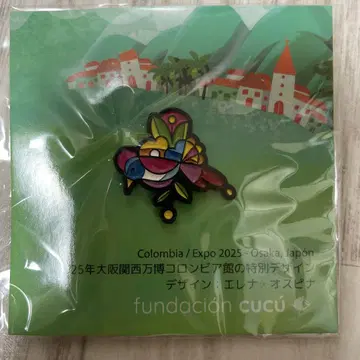 Colombia / Expo 2025 - Osaka, Japón
25年大阪関西万博コロンビア館の特別デザイン
デザイン：エレナ・オスピナ
fundación cucú